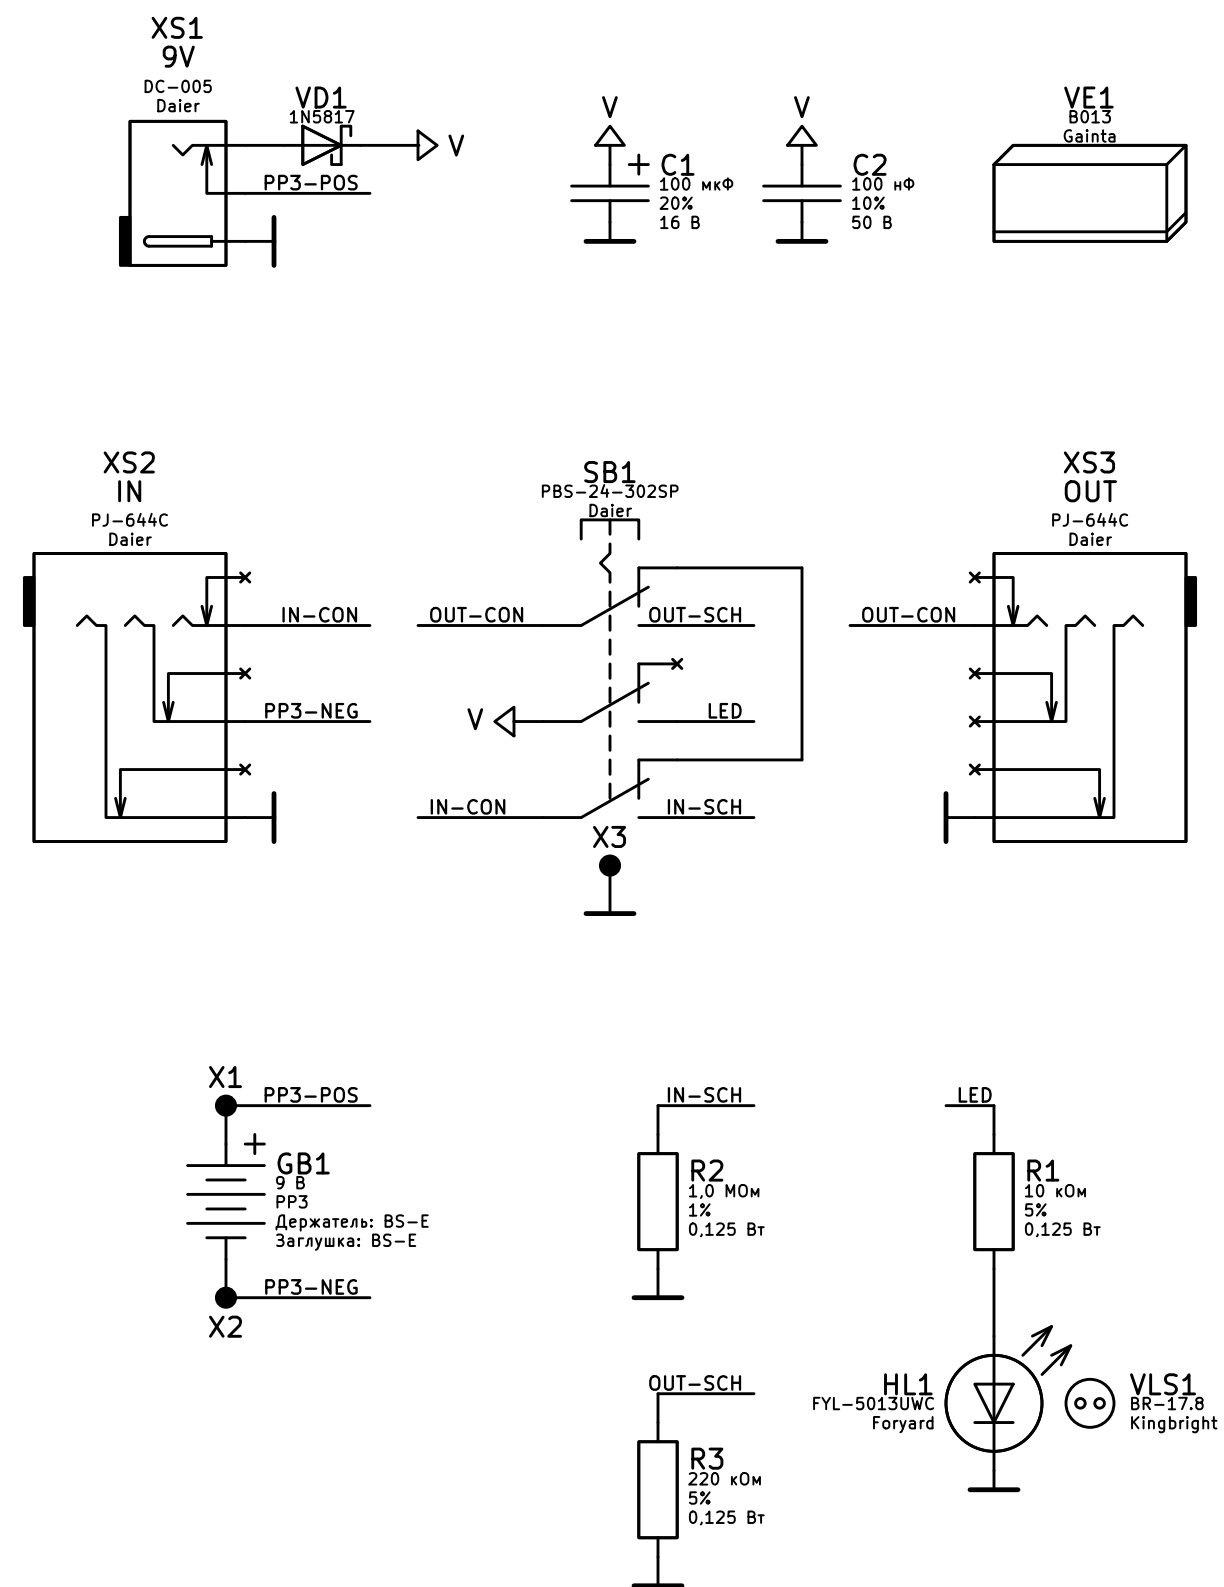 XS1
9V
DC-005
Daier
VD1
1N5817
V
PP3-POS
V
+ C1
100 мкФ
20%
16 В
V
C2
100 нФ
10%
50 В
VE1
B013
Gainta
XS2
IN
PJ-644C
Daier
IN-CON
PP3-NEG
SB1
PBS-24-302SP
Daier
OUT-CON
OUT-SCH
V
LED
IN-CON
IN-SCH
X3
XS3
OUT
PJ-644C
Daier
OUT-CON
X1
PP3-POS
+
GB1
9 В
PP3
Держатель: BS-E
Заглушка: BS-E
PP3-NEG
X2
IN-SCH
R2
1,0 МОм
1%
0,125 Вт
LED
R1
10 кОм
5%
0,125 Вт
OUT-SCH
R3
220 кОм
5%
0,125 Вт
HL1
FYL-5013UWC
Foryard
VLS1
BR-17.8
Kingbright